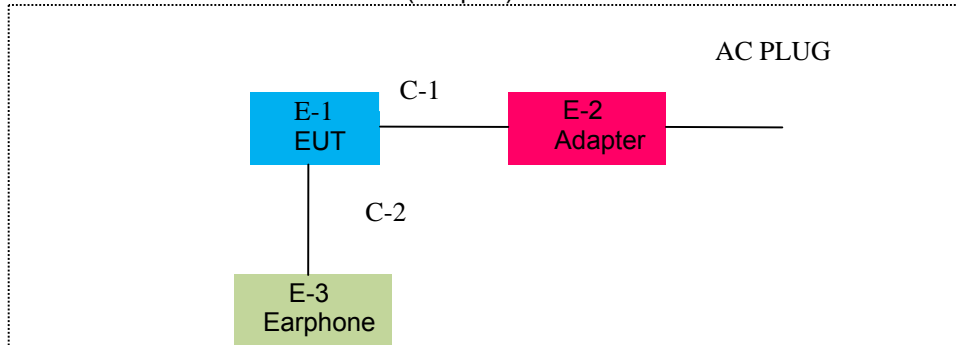 AC PLUG
C-1
E-1
EUT
E-2
Adapter
C-2
E-3
Earphone